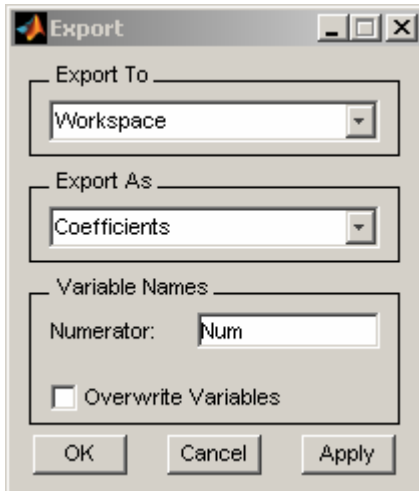 Export
Export To
Workspace
Export As
Coefficients
Variable Names
Numerator: Num
Overwrite Variables
OK Cancel Apply